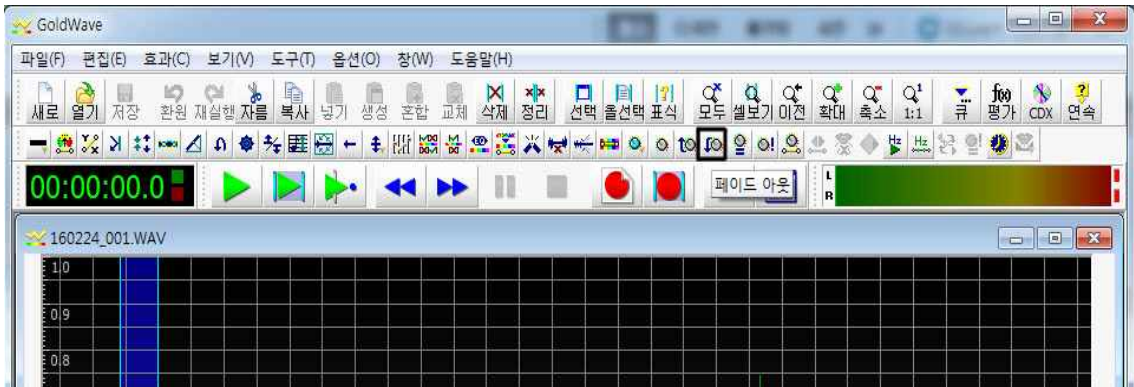 GoldWave
파일(F) 편집(E) 효과(C) 보기(V) 도구(T) 옵션(O) 창(W) 도움말(H)
새로 열기 저장 환원 재실행 자름 복사 넣기 생성 혼합 교체 삭제 정리 선택 올선택 표식 모두 셀보기 이전 확대 축소 1:1 큐 평가 CDX 연속
00:00:00.0 페이드 아웃 L
R
160224_001.WAV
1.0
0.9
0.8